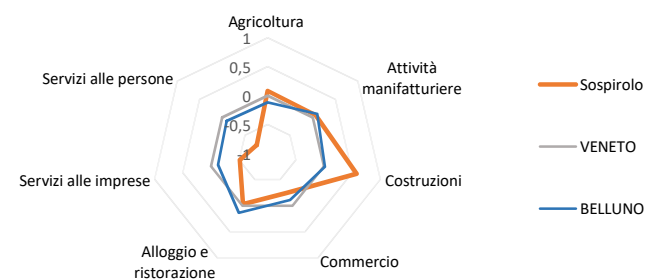 Agricoltura
1
0,5
0
-0,5
-1
Attività
manifatturiere
Costruzioni
Commercio
Alloggio e
ristorazione
Servizi alle imprese
Servizi alle persone
Sospirolo
VENETO
BELLUNO